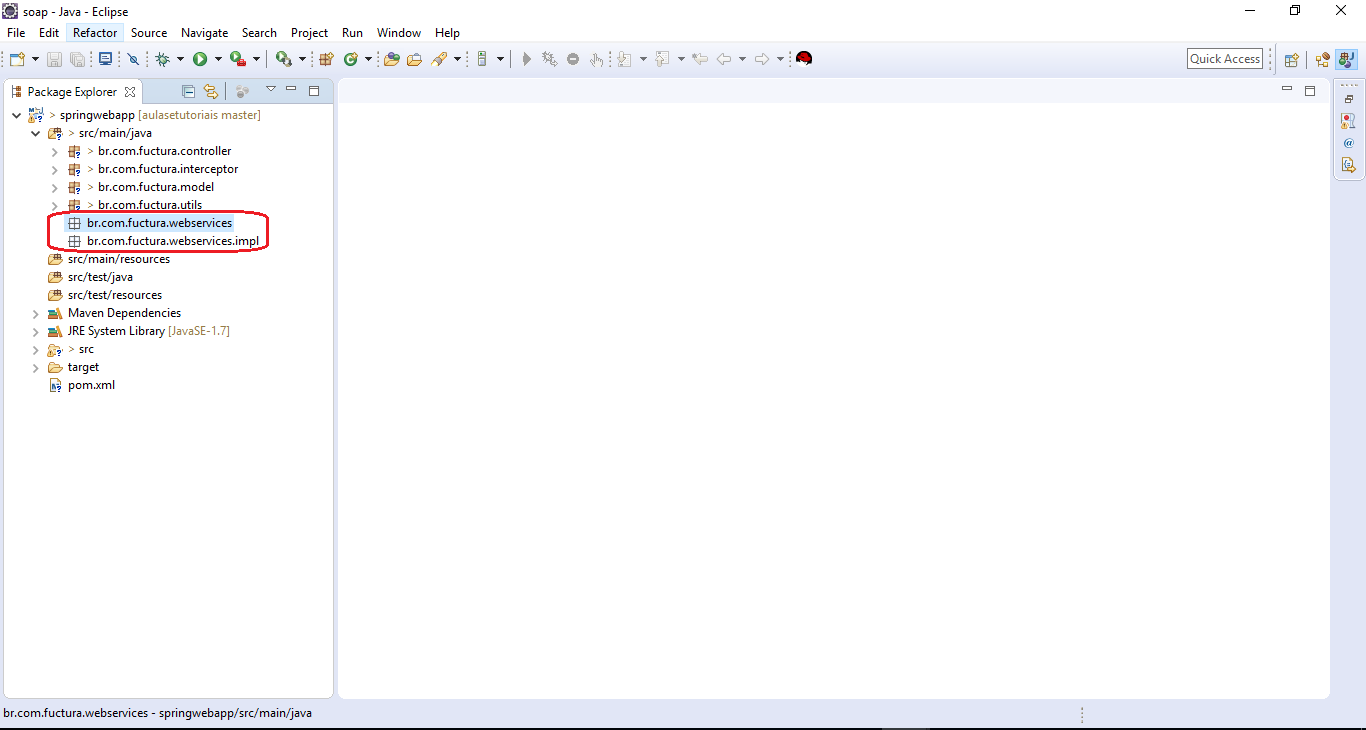 soap - Java - Eclipse
File Edit Refactor Source Navigate Search Project Run Window Help
Quick Access
Package Explorer
> springwebapp [aulasetutoriais master]
> src/main/java
> br.com.fuctura.controller
> br.com.fuctura.interceptor
> br.com.fuctura.model
> br.com.fuctura.utils
br.com.fuctura.webservices
br.com.fuctura.webservices.impl
src/main/resources
src/test/java
src/test/resources
Maven Dependencies
JRE System Library [JavaSE-1.7]
> src
target
pom.xml
br.com.fuctura.webservices - springwebapp/src/main/java